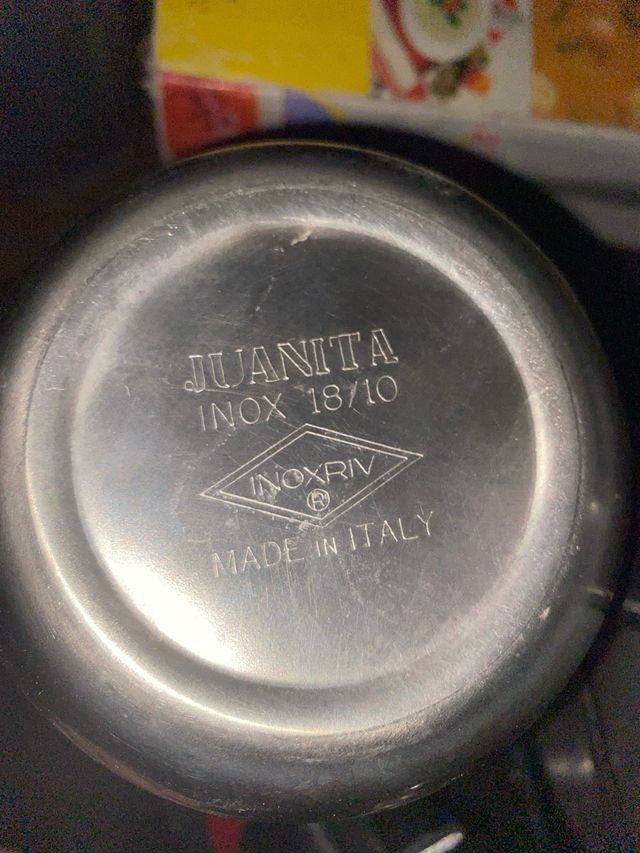 JUANITA
INOX 18/10
INOXRIV
®
MADE IN ITALY